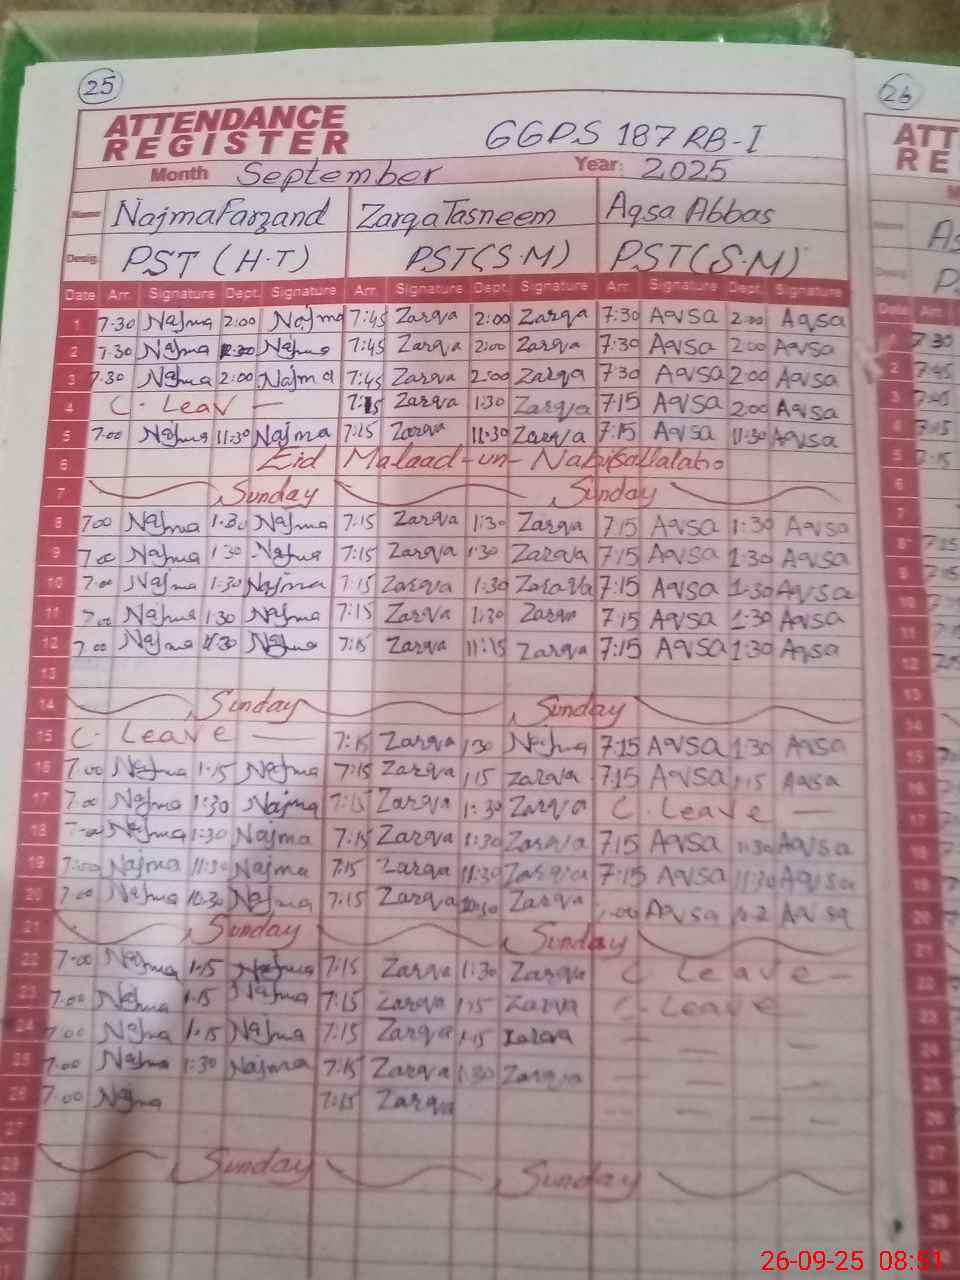 25
26
ATTENDANCE REGISTER
GGPS 187 RB-I
Month September Year: 2025
Name Najma Farzand Zarqa Tasneem Aqsa Abbas
Desig. PST (H.T) PST(S.M) PST(S.M)
Date Arr. Signature Dept. Signature Arr. Signature Dept. Signature Arr. Signature Dept. Signature
1 7.30 Najma 2:00 Najma 7:45 Zarqa 2:00 Zarqa 7:30 Aqsa 2:00 Aqsa
2 7.30 Najma Najma 7:45 Zarqa 2:00 Zarqa 7:30 Aqsa 2:00 Aqsa
3 7.30 Najma 2:00 Najma 7:45 Zarqa 2:00 Zarqa 7:30 Aqsa 2:00 Aqsa
4 C. Leav — Zarqa 1:30 Zarqa 7:15 Aqsa 2:00 Aqsa
5 7:00 Najma 11:30 Najma 7:15 Zarqa 11:30 Zarqa 7:15 Aqsa 11:30 Aqsa
6 Eid Malaad-un-
7 Sunday Sunday
8 7:00 Najma 1:30 Najma 7:15 Zarqa 1:30 Zarqa 7:15 Aqsa 1:30 Aqsa
9 7:00 Najma 1:30 Najma 7:15 Zarqa 1:30 Zarqa 7:15 Aqsa 1:30 Aqsa
10 7:00 Najma 1:30 Najma 7:15 Zarqa 1:30 Zarqa 7:15 Aqsa 1:30 Aqsa
11 7:00 Najma 1:30 Najma 7:15 Zarqa 1:30 Zarqa 7:15 Aqsa 1:30 Aqsa
12 7:00 Najma Najma 7:15 Zarqa 11:15 Zarqa 7:15 Aqsa 1:30 Aqsa
13
14 Sunday Sunday
15 C. Leave — 7:15 Zarqa 1:30 Najma 7:15 Aqsa 1:30 Aqsa
16 7:00 Najma 1:15 Najma 7:15 Zarqa 1:15 Zarqa 7:15 Aqsa 1:15 Aqsa
17 7:00 Najma 1:30 Najma 7:15 Zarqa 1:30 Zarqa C. Leave —
18 7:00 Najma 1:30 Najma 7:15 Zarqa 1:30 Zarqa 7:15 Aqsa 1:30 Aqsa
19 7:00 Najma 11:30 Najma 7:15 Zarqa 11:30 Zarqa 7:15 Aqsa 11:30 Aqsa
20 7:00 Najma 10:30 Najma 7:15 Zarqa Zarqa Aqsa Aqsa
21 Sunday Sunday
22 7:00 Najma 1:15 Najma 7:15 Zarqa 1:30 Zarqa C. Leave —
23 7:00 Najma 1:15 Najma 7:15 Zarqa 1:15 Zarqa C. Leave —
24 7:00 Najma 1:15 Najma 7:15 Zarqa 1:15 Zarqa — — — —
25 7:00 Najma 1:30 Najma 7:15 Zarqa 1:30 Zarqa — — — —
26 7:00 Najma 7:15 Zarqa — — — —
27
28 Sunday Sunday
29
30
26-09-25 08:51